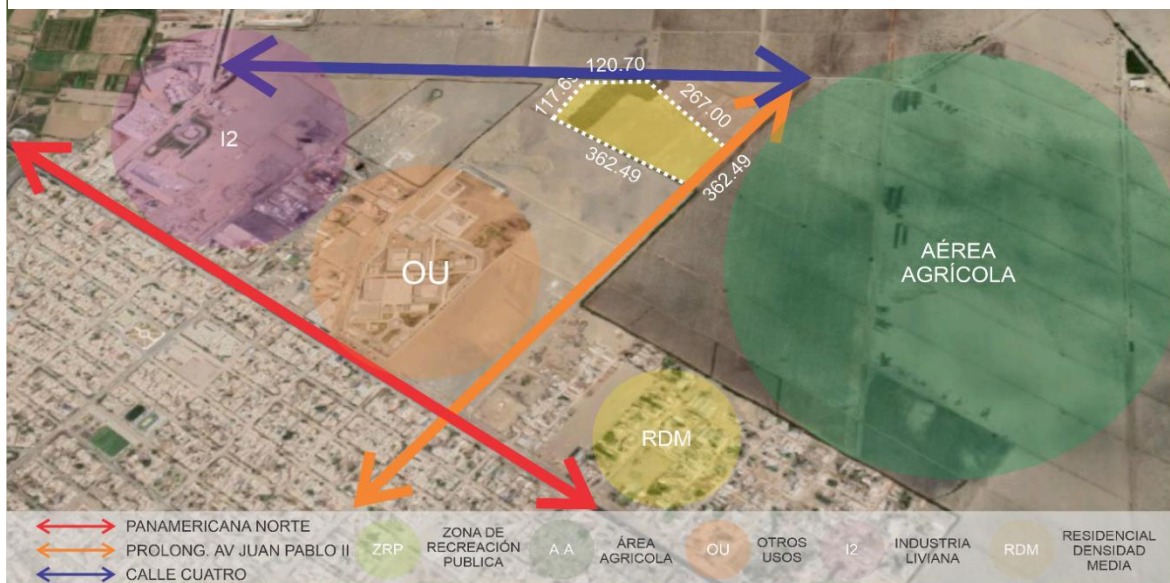 120.70
117.63
267.00
362.49
362.49
I2
OU
AÉREA
AGRÍCOLA
RDM
PANAMERICANA NORTE
PROLONG. AV JUAN PABLO II
CALLE CUATRO
ZRP
ZONA DE
RECREACIÓN
PUBLICA
A.A
ÁREA
AGRICOLA
OU
OTROS
USOS
I2
INDUSTRIA
LIVIANA
RDM
RESIDENCIAL
DENSIDAD
MEDIA